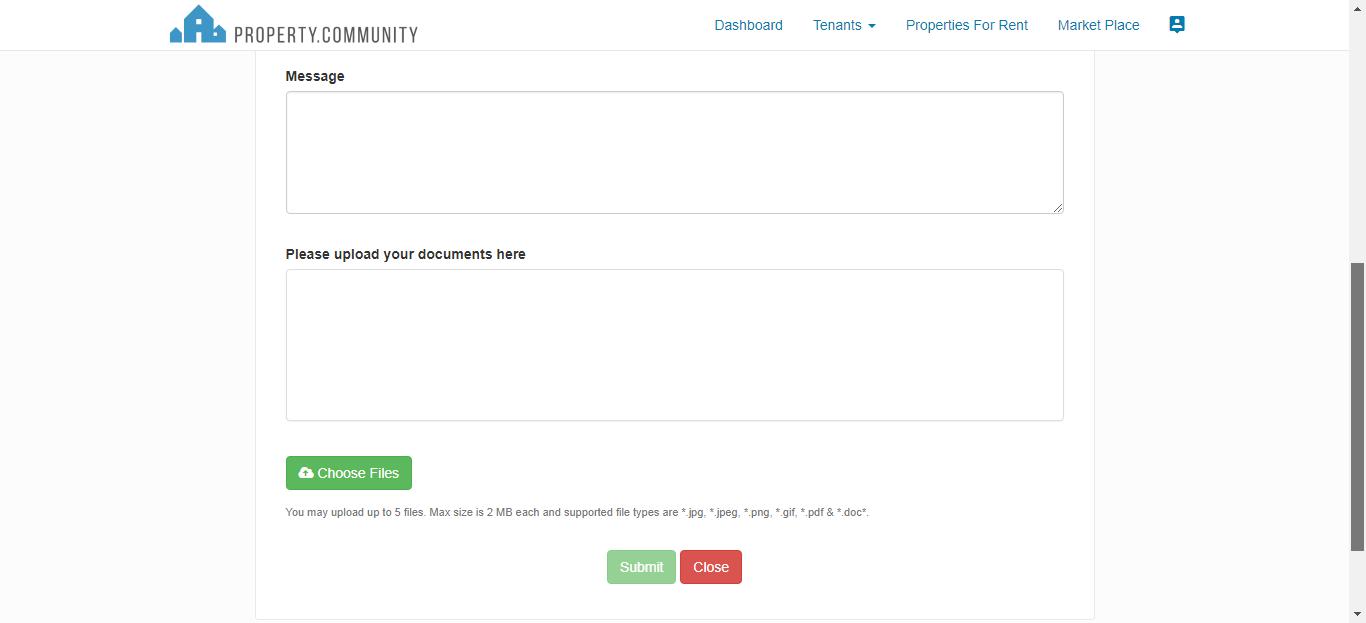 PROPERTY.COMMUNITY Dashboard Tenants Properties For Rent Market Place
Message
Please upload your documents here
Choose Files
You may upload up to 5 files. Max size is 2 MB each and supported file types are *.jpg, *.jpeg, *.png, *.gif, *.pdf & *.doc*.
Submit Close